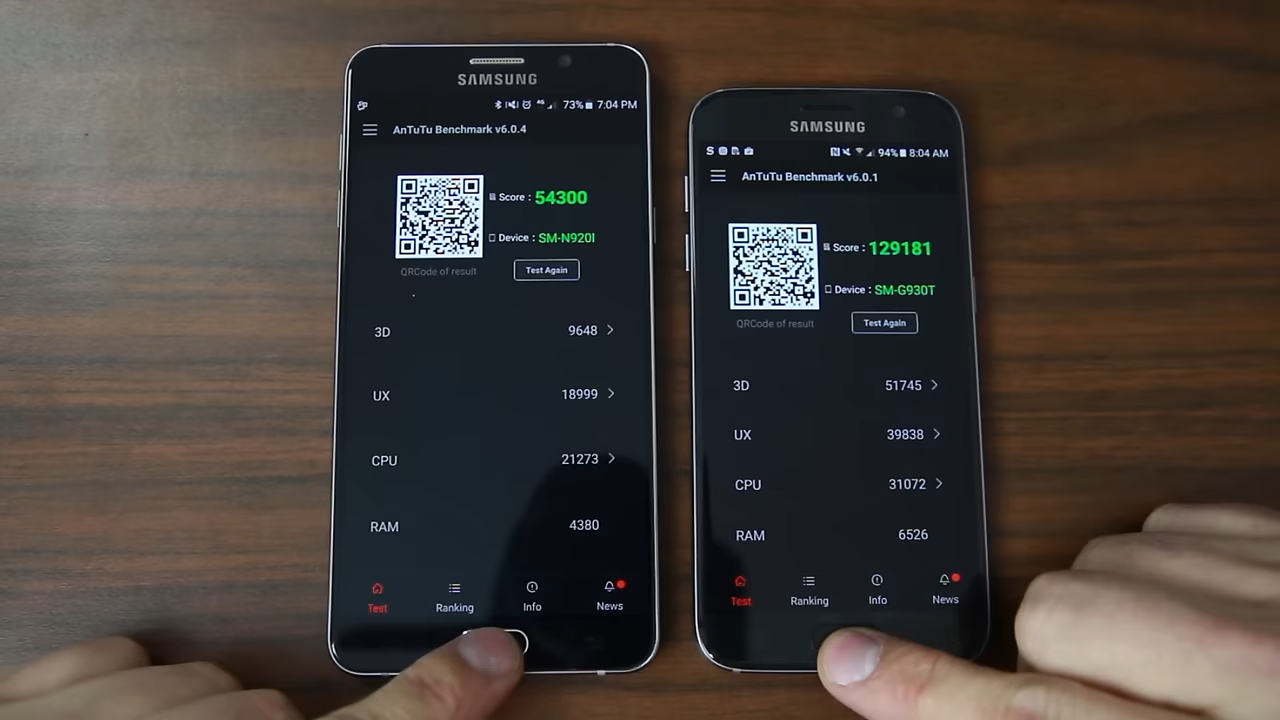 SAMSUNG
4G 73% 7:04 PM
AnTuTu Benchmark v6.0.4
Score : 54300
Device : SM-N920I
QRCode of result
Test Again
3D 9648
UX 18999
CPU 21273
RAM 4380
Test Ranking Info News
SAMSUNG
S N 94% 8:04 AM
AnTuTu Benchmark v6.0.1
Score : 129181
Device : SM-G930T
QRCode of result
Test Again
3D 51745
UX 39838
CPU 31072
RAM 6526
Test Ranking Info News